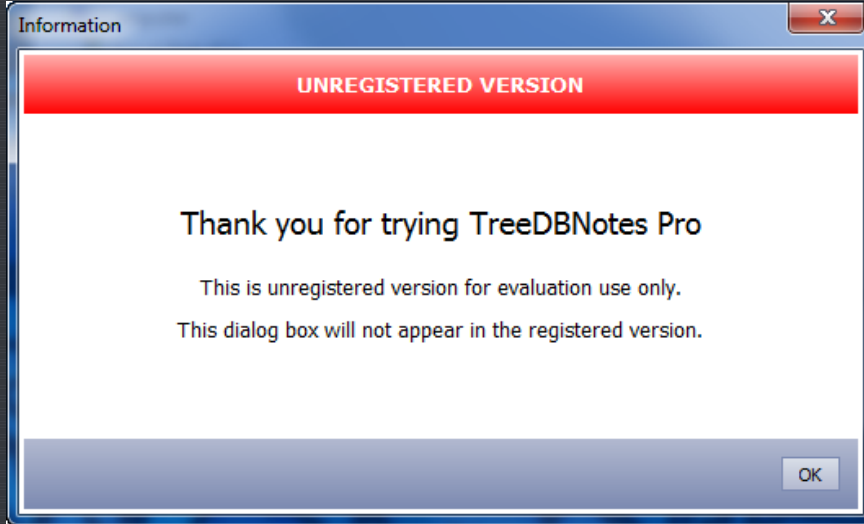 Information
UNREGISTERED VERSION
Thank you for trying TreeDBNotes Pro
This is unregistered version for evaluation use only.
This dialog box will not appear in the registered version.
OK